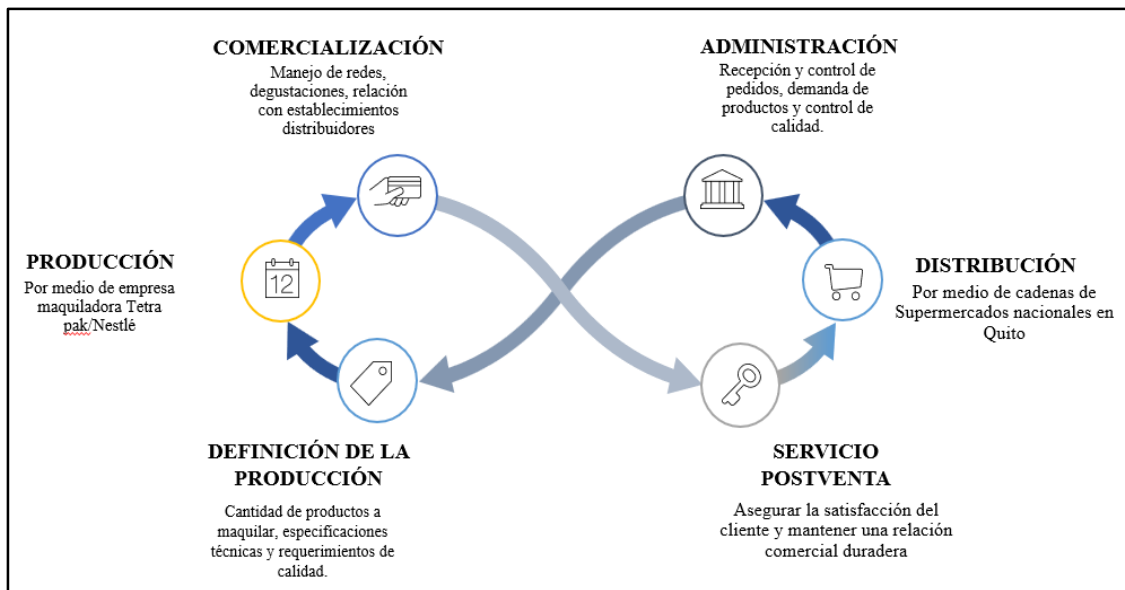 COMERCIALIZACIÓN
Manejo de redes,
degustaciones, relación
con establecimientos
distribuidores
ADMINISTRACIÓN
Recepción y control de
pedidos, demanda de
productos y control de
calidad.
PRODUCCIÓN
Por medio de empresa
maquiladora Tetra
pak/Nestlé
12
DISTRIBUCIÓN
Por medio de cadenas de
Supermercados nacionales en
Quito
DEFINICIÓN DE LA
PRODUCCIÓN
Cantidad de productos a
maquilar, especificaciones
técnicas y requerimientos de
calidad.
SERVICIO
POSTVENTA
Asegurar la satisfacción del
cliente y mantener una relación
comercial duradera